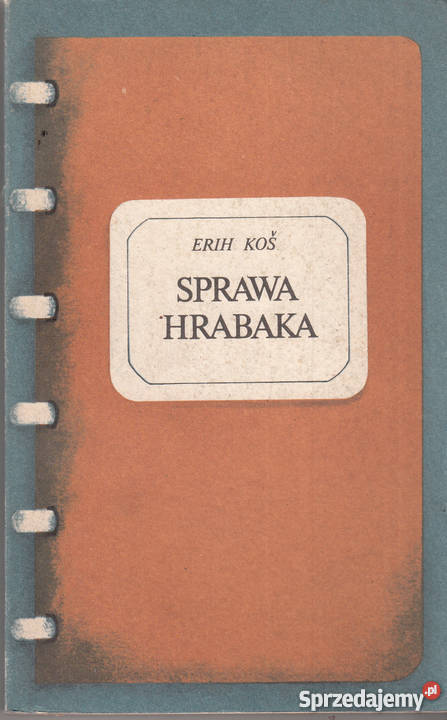 ERIH KOŠ
SPRAWA
HRABAKA
Sprzedajemy.pl